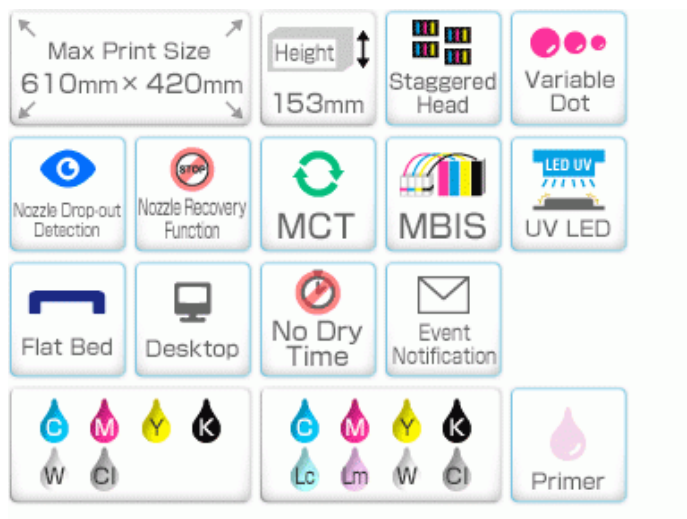 Max Print Size
610mm× 420mm
Height
153mm
Staggered
Head
Variable
Dot
Nozzle Drop-out
Detection
STOP
Nozzle Recovery
Function
MCT
MBIS
LED UV
UV LED
Flat Bed
Desktop
No Dry
Time
Event
Notification
C M Y K
W Cl
C M Y K
Lc Lm W Cl
Primer